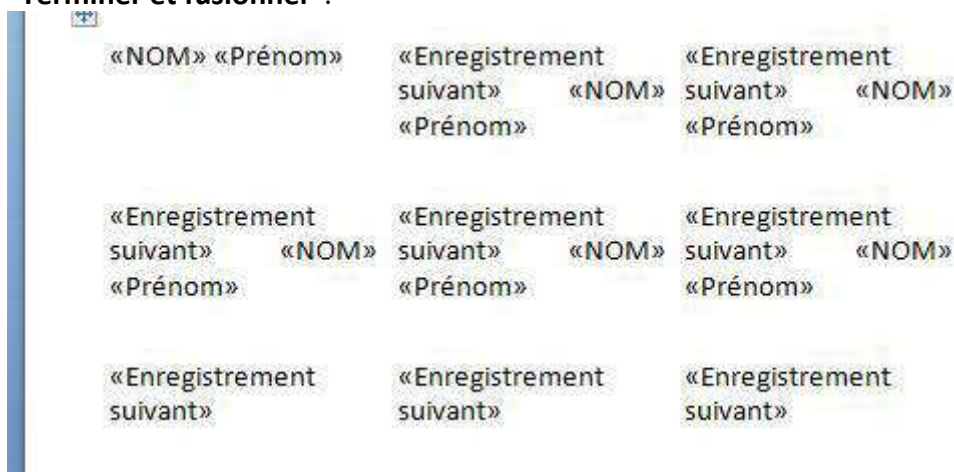 Terminer et fusionner" :
«NOM» «Prénom» «Enregistrement «Enregistrement
suivant» «NOM» suivant» «NOM»
«Prénom» «Prénom»
«Enregistrement «Enregistrement «Enregistrement
suivant» «NOM» suivant» «NOM» suivant» «NOM»
«Prénom» «Prénom» «Prénom»
«Enregistrement «Enregistrement «Enregistrement
suivant» suivant» suivant»